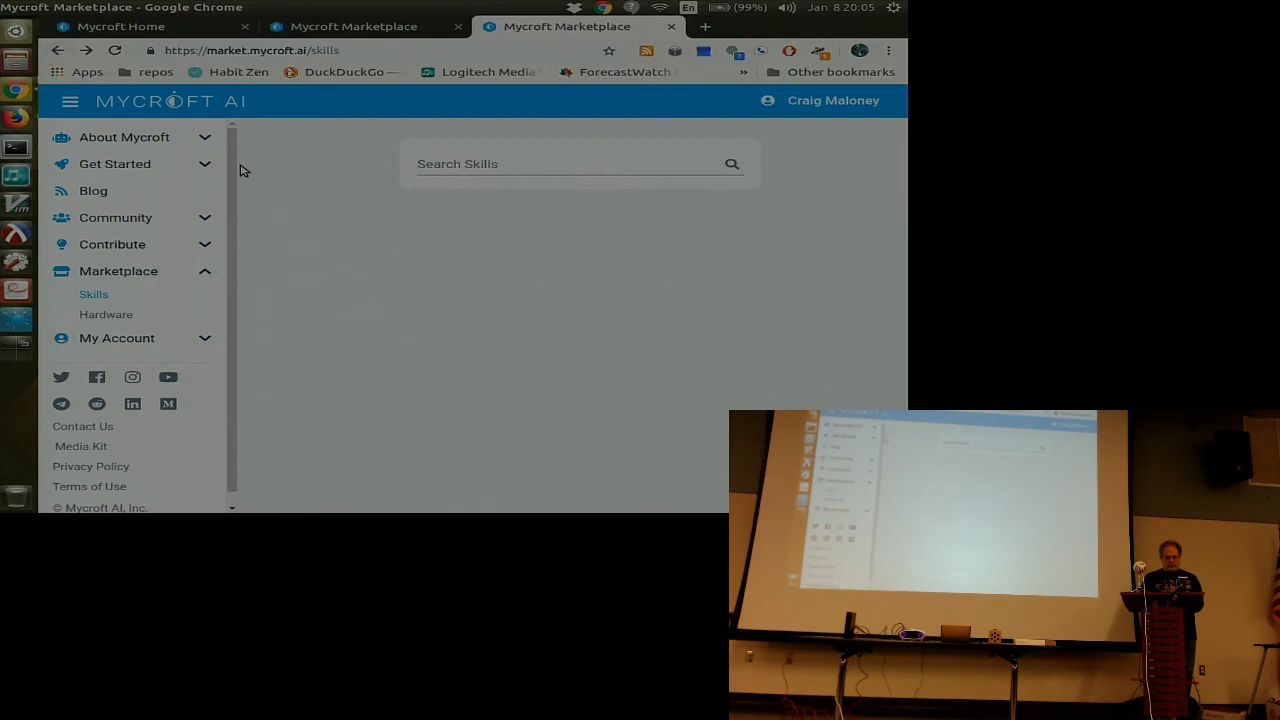 Mycroft Marketplace - Google Chrome
(99%)
En
Jan 8 20:05
Mycroft Home
Mycroft Marketplace
Mycroft Marketplace
https://market.mycroft.ai/skills
Apps
repos
Habit Zen
DuckDuckGo —
Logitech Media
ForecastWatch
»
Other bookmarks
MYCROFT AI
Craig Maloney
About Mycroft
Get Started
Blog
Community
Contribute
Marketplace
Skills
Hardware
My Account
Contact Us
Media Kit
Privacy Policy
Terms of Use
© Mycroft AI, Inc.
Search Skills